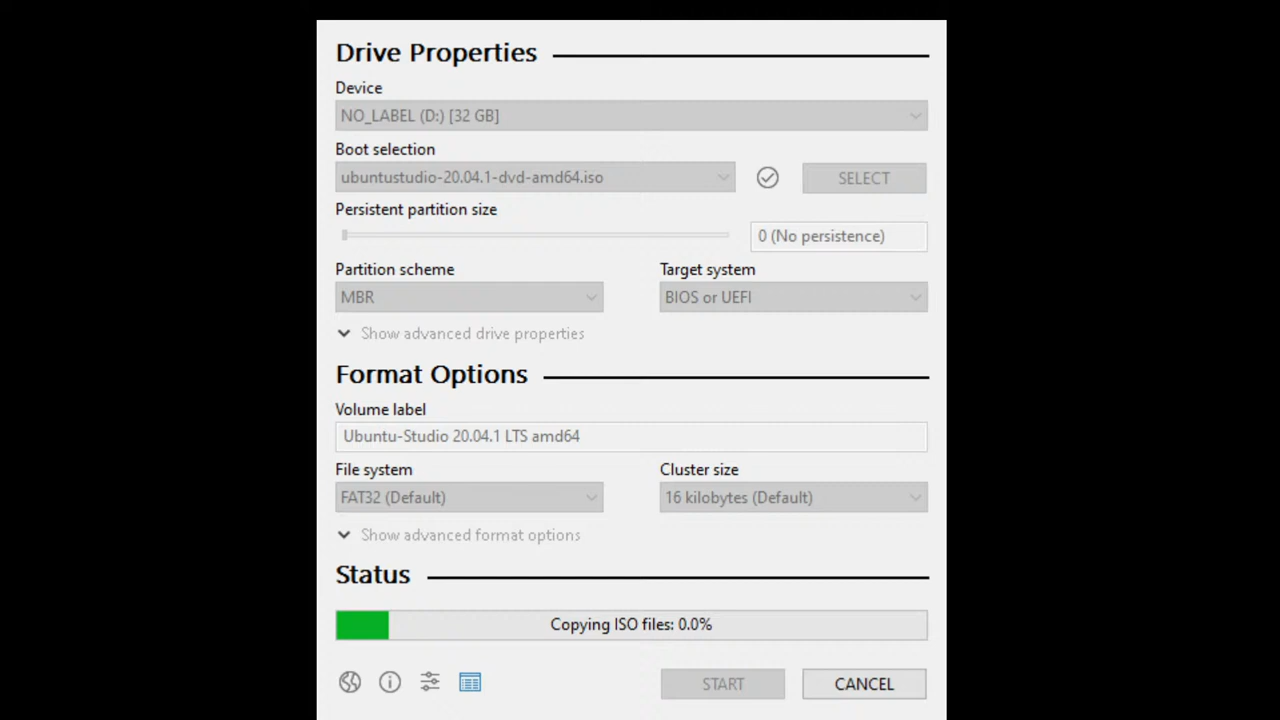 Drive Properties
Device
NO_LABEL (D:) [32 GB]
Boot selection
ubuntustudio-20.04.1-dvd-amd64.iso
SELECT
Persistent partition size
0 (No persistence)
Partition scheme
Target system
MBR
BIOS or UEFI
Show advanced drive properties
Format Options
Volume label
Ubuntu-Studio 20.04.1 LTS amd64
File system
Cluster size
FAT32 (Default)
16 kilobytes (Default)
Show advanced format options
Status
Copying ISO files: 0.0%
START
CANCEL